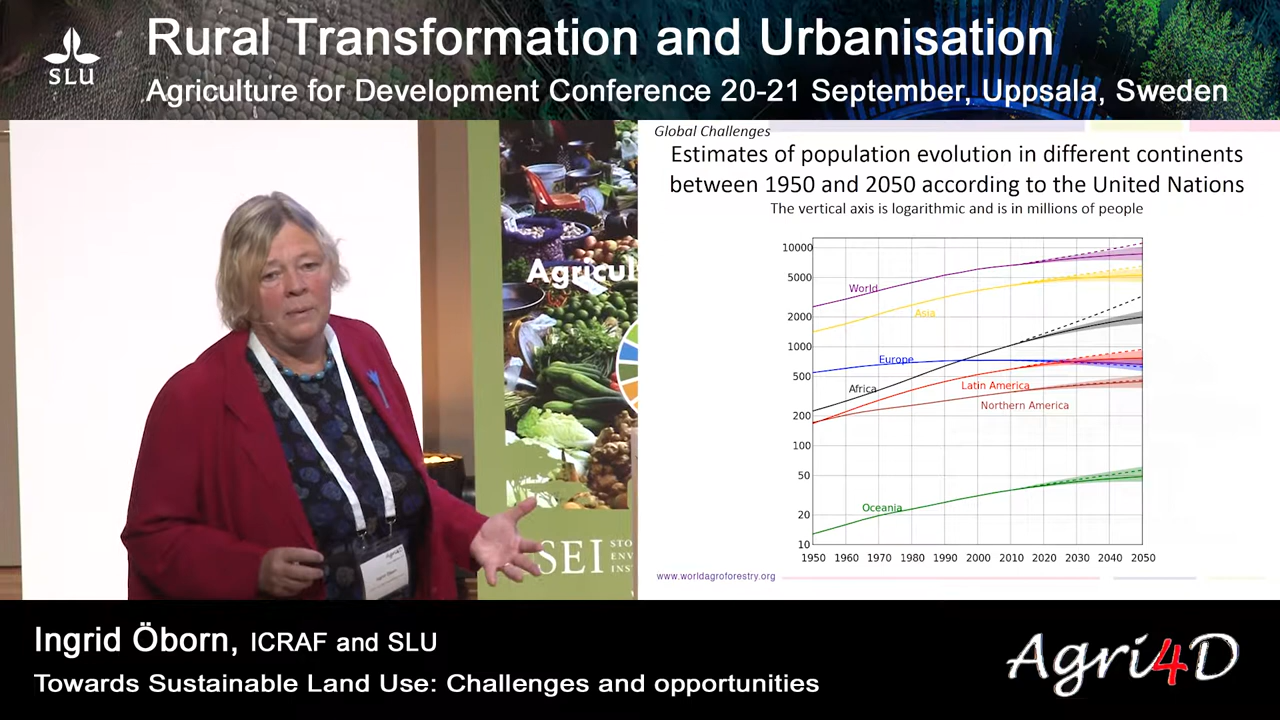 SLU
Rural Transformation and Urbanisation
Agriculture for Development Conference 20-21 September, Uppsala, Sweden
Agricul
SEI
STO
ENV
INS
Agri4D
Global Challenges
Estimates of population evolution in different continents
between 1950 and 2050 according to the United Nations
The vertical axis is logarithmic and is in millions of people
10000
5000
2000
1000
500
200
100
50
20
10
World
Asia
Europe
Africa
Latin America
Northern America
Oceania
1950 1960 1970 1980 1990 2000 2010 2020 2030 2040 2050
www.worldagroforestry.org
Ingrid Öborn, ICRAF and SLU
Towards Sustainable Land Use: Challenges and opportunities
Agri4D